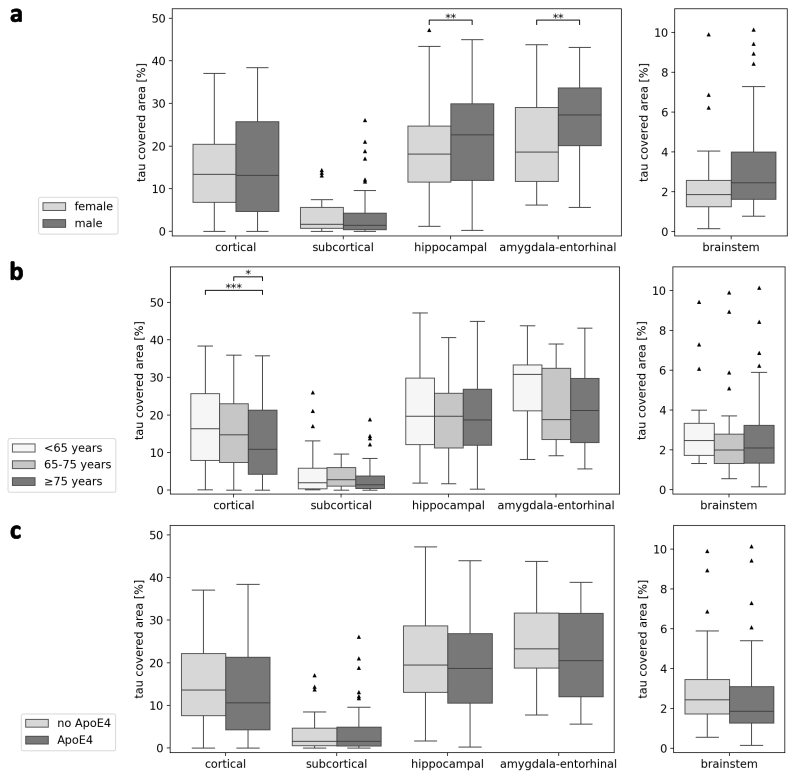 a
tau covered area [%]
50
40
30
20
10
0
**
**
cortical
subcortical
hippocampal
amygdala-entorhinal
female
male
tau covered area [%]
10
8
6
4
2
0
brainstem
b
tau covered area [%]
50
40
30
20
10
0
*
***
cortical
subcortical
hippocampal
amygdala-entorhinal
<65 years
65-75 years
≥75 years
tau covered area [%]
10
8
6
4
2
0
brainstem
c
tau covered area [%]
50
40
30
20
10
0
cortical
subcortical
hippocampal
amygdala-entorhinal
no ApoE4
ApoE4
tau covered area [%]
10
8
6
4
2
0
brainstem